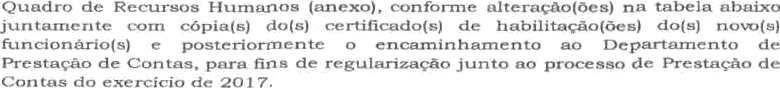 Quadro de Recursos Humanos (anexo), conforme alteração(ões) na tabela abaixo
juntamente com cópia(s) do(s) certificado(s) de habilitação(ões) do(s) novo(s)
funcionário(s) e posteriormente o encaminhamento ao Departamento de
Prestação de Contas, para fins de regularização junto ao processo de Prestação de
Contas do exercício de 2017.